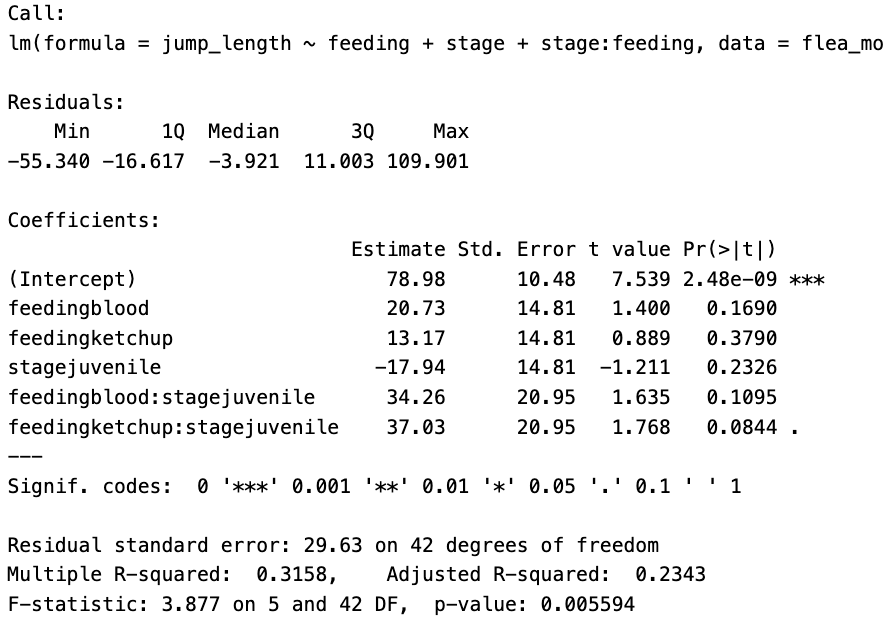 Call:
lm(formula = jump_length ~ feeding + stage + stage:feeding, data = flea_mo
Residuals:
    Min      1Q  Median      3Q     Max
-55.340 -16.617  -3.921  11.003 109.901
Coefficients:
                              Estimate Std. Error t value Pr(>|t|)
(Intercept)                      78.98      10.48   7.539 2.48e-09 ***
feedingblood                     20.73      14.81   1.400   0.1690
feedingketchup                   13.17      14.81   0.889   0.3790
stagejuvenile                   -17.94      14.81  -1.211   0.2326
feedingblood:stagejuvenile       34.26      20.95   1.635   0.1095
feedingketchup:stagejuvenile     37.03      20.95   1.768   0.0844 .
---
Signif. codes:  0 '***' 0.001 '**' 0.01 '*' 0.05 '.' 0.1 ' ' 1
Residual standard error: 29.63 on 42 degrees of freedom
Multiple R-squared:  0.3158,    Adjusted R-squared:  0.2343
F-statistic: 3.877 on 5 and 42 DF,  p-value: 0.005594